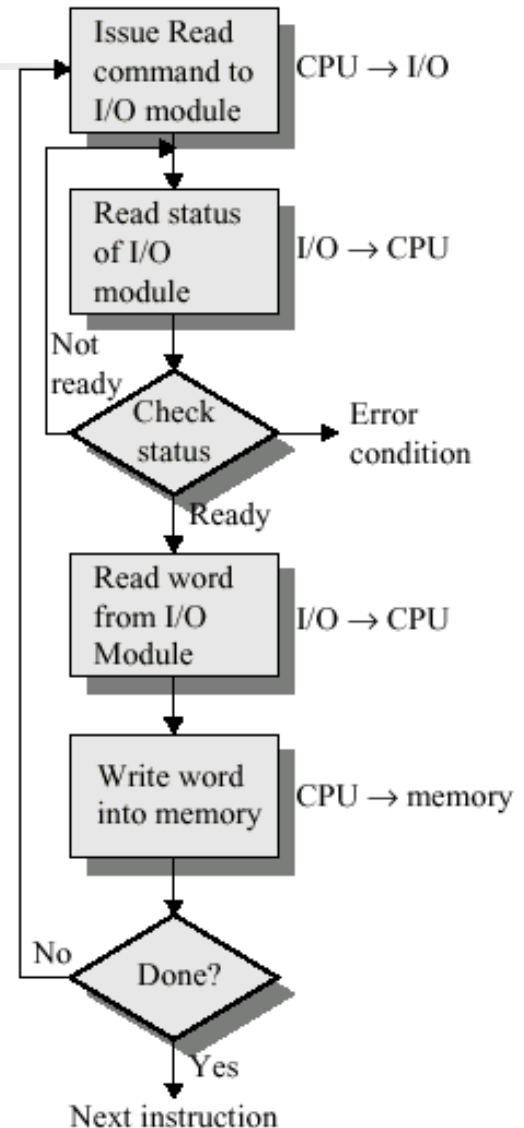 Issue Read
command to
I/O module
CPU → I/O
Read status
of I/O
module
I/O → CPU
Not
ready
Check
status
Error
condition
Ready
Read word
from I/O
Module
I/O → CPU
Write word
into memory
CPU → memory
No
Done?
Yes
Next instruction